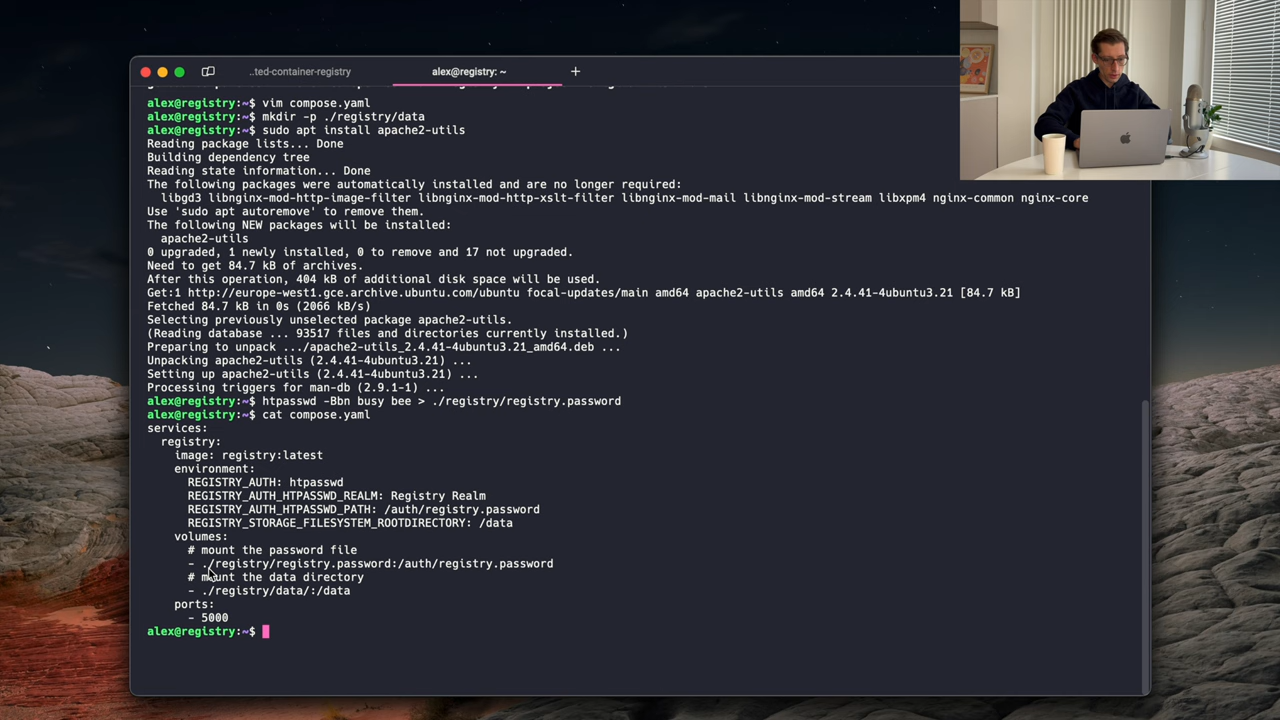 ..ted-container-registry
alex@registry: ~
+
alex@registry:~$ vim compose.yaml
alex@registry:~$ mkdir -p ./registry/data
alex@registry:~$ sudo apt install apache2-utils
Reading package lists... Done
Building dependency tree
Reading state information... Done
The following packages were automatically installed and are no longer required:
  libgd3 libnginx-mod-http-image-filter libnginx-mod-http-xslt-filter libnginx-mod-mail libnginx-mod-stream libxpm4 nginx-common nginx-core
Use 'sudo apt autoremove' to remove them.
The following NEW packages will be installed:
  apache2-utils
0 upgraded, 1 newly installed, 0 to remove and 17 not upgraded.
Need to get 84.7 kB of archives.
After this operation, 404 kB of additional disk space will be used.
Get:1 http://europe-west1.gce.archive.ubuntu.com/ubuntu focal-updates/main amd64 apache2-utils amd64 2.4.41-4ubuntu3.21 [84.7 kB]
Fetched 84.7 kB in 0s (2066 kB/s)
Selecting previously unselected package apache2-utils.
(Reading database ... 93517 files and directories currently installed.)
Preparing to unpack .../apache2-utils_2.4.41-4ubuntu3.21_amd64.deb ...
Unpacking apache2-utils (2.4.41-4ubuntu3.21) ...
Setting up apache2-utils (2.4.41-4ubuntu3.21) ...
Processing triggers for man-db (2.9.1-1) ...
alex@registry:~$ htpasswd -Bbn busy bee > ./registry/registry.password
alex@registry:~$ cat compose.yaml
services:
  registry:
    image: registry:latest
    environment:
      REGISTRY_AUTH: htpasswd
      REGISTRY_AUTH_HTPASSWD_REALM: Registry Realm
      REGISTRY_AUTH_HTPASSWD_PATH: /auth/registry.password
      REGISTRY_STORAGE_FILESYSTEM_ROOTDIRECTORY: /data
    volumes:
      # mount the password file
      - ./registry/registry.password:/auth/registry.password
      # mount the data directory
      - ./registry/data/:/data
    ports:
      - 5000
alex@registry:~$